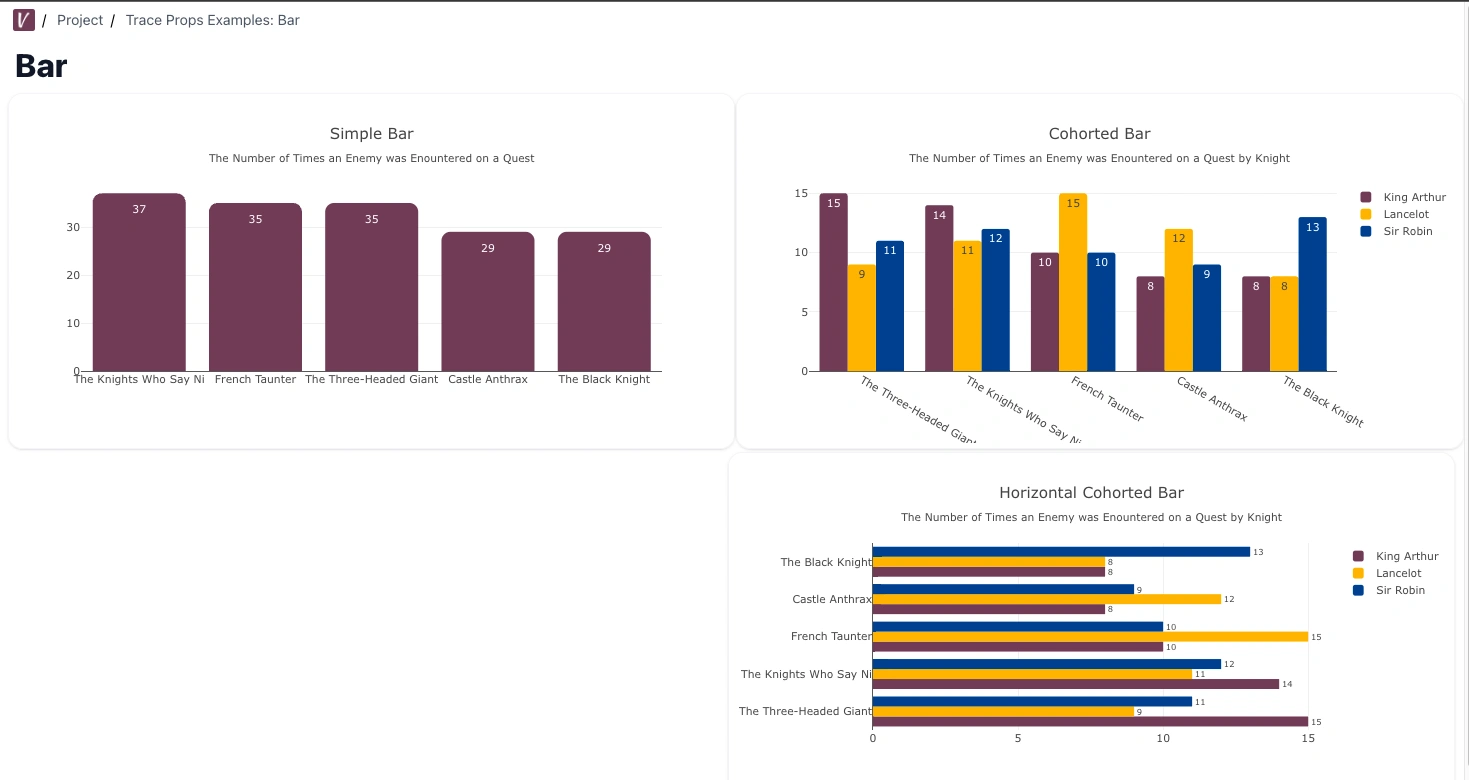 V / Project / Trace Props Examples: Bar
Bar
Simple Bar
The Number of Times an Enemy was Enountered on a Quest
37
35
35
29
29
30
20
10
0
The Knights Who Say Ni French Taunter The Three-Headed Giant Castle Anthrax The Black Knight
Cohorted Bar
The Number of Times an Enemy was Enountered on a Quest by Knight
15
10
5
0
15 9 11
14 11 12
10 15 10
8 12 9
8 8 13
The Three-Headed Giant
The Knights Who Say Ni
French Taunter
Castle Anthrax
The Black Knight
King Arthur
Lancelot
Sir Robin
Horizontal Cohorted Bar
The Number of Times an Enemy was Enountered on a Quest by Knight
The Black Knight
13
8
8
Castle Anthrax
9
12
8
French Taunter
10
15
10
The Knights Who Say Ni
12
11
14
The Three-Headed Giant
11
9
15
0 5 10 15
King Arthur
Lancelot
Sir Robin